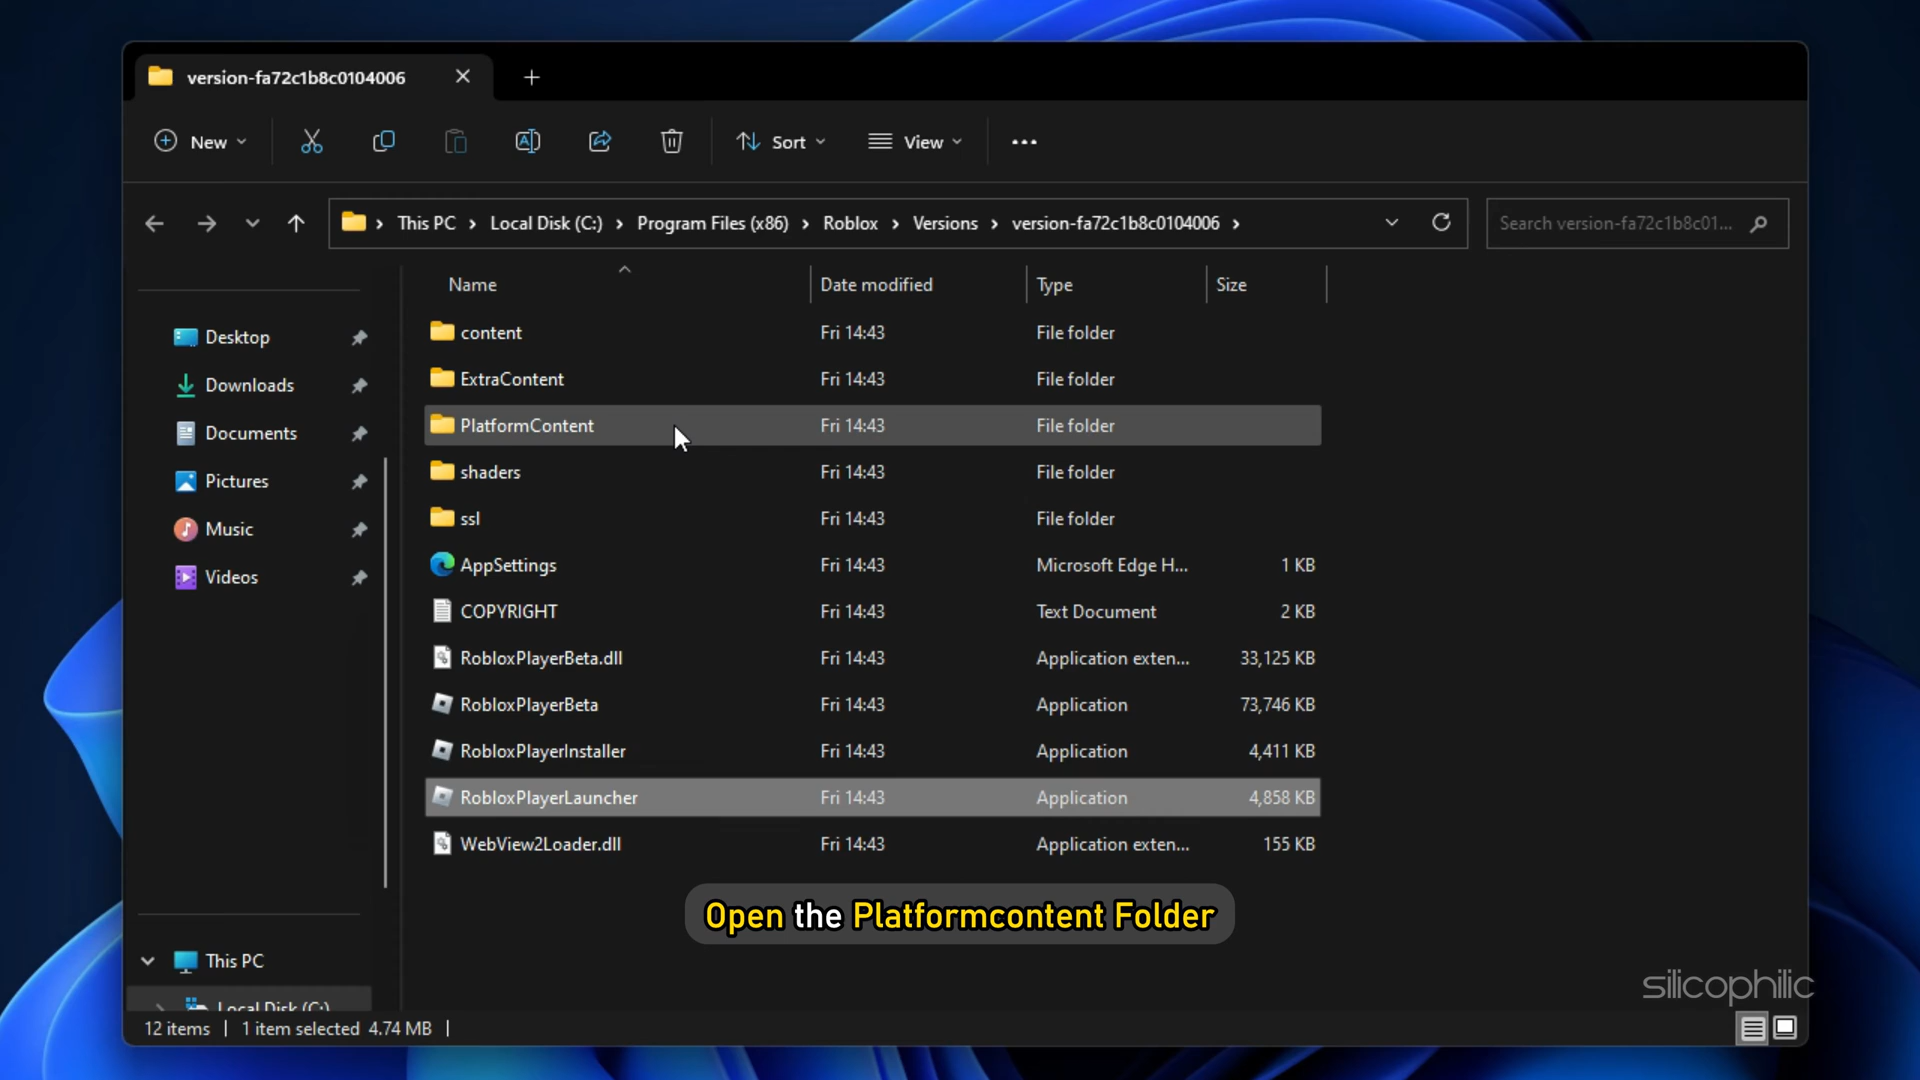 version-fa72c1b8c0104006
New
Sort
View
This PC > Local Disk (C:) > Program Files (x86) > Roblox > Versions > version-fa72c1b8c0104006 >
Search version-fa72c1b8c01...
Name Date modified Type Size
Desktop
Downloads
Documents
Pictures
Music
Videos
This PC
Local Disk (C:)
content Fri 14:43 File folder
ExtraContent Fri 14:43 File folder
PlatformContent Fri 14:43 File folder
shaders Fri 14:43 File folder
ssl Fri 14:43 File folder
AppSettings Fri 14:43 Microsoft Edge H... 1 KB
COPYRIGHT Fri 14:43 Text Document 2 KB
RobloxPlayerBeta.dll Fri 14:43 Application exten... 33,125 KB
RobloxPlayerBeta Fri 14:43 Application 73,746 KB
RobloxPlayerInstaller Fri 14:43 Application 4,411 KB
RobloxPlayerLauncher Fri 14:43 Application 4,858 KB
WebView2Loader.dll Fri 14:43 Application exten... 155 KB
Open the Platformcontent Folder
silicophilic
12 items | 1 item selected 4.74 MB |